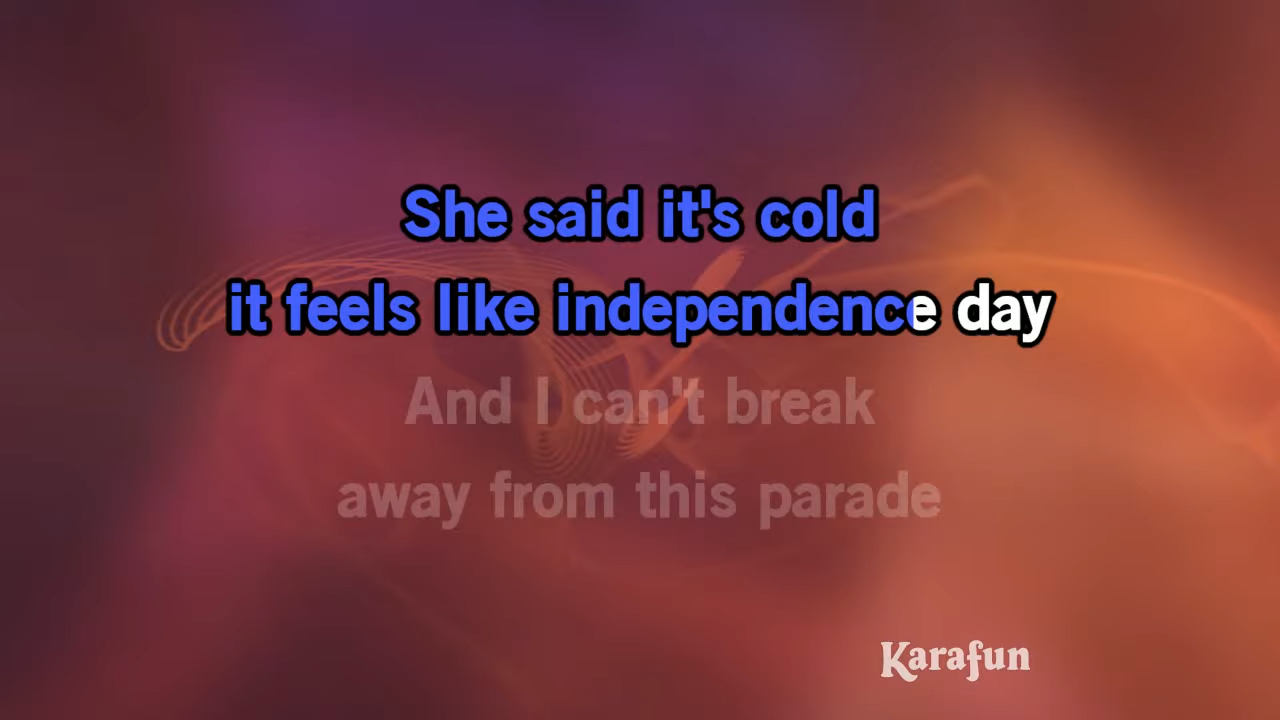 She said it's cold
it feels like independence day
And I can't break
away from this parade
Karafun